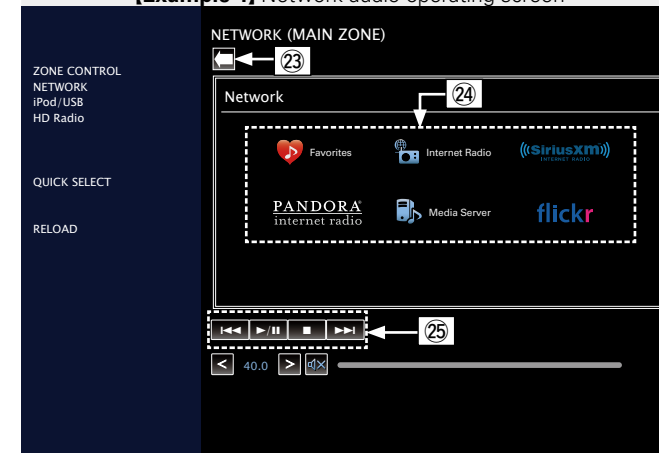 [Example 4] Network audio operating screen
NETWORK (MAIN ZONE)
㉓
ZONE CONTROL
NETWORK
iPod/USB
HD Radio
QUICK SELECT
RELOAD
Network
㉔
Favorites
Internet Radio
((SiriusXM))
INTERNET RADIO
PANDORA®
internet radio
Media Server
flickr
㉕
< 40.0 >